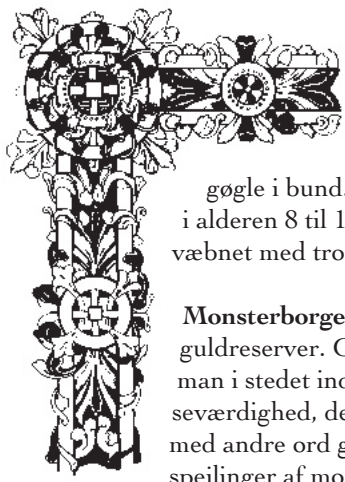 gøgle i bund
i alderen 8 til 1
væbnet med tro
Monsterborge
guldreserver.
man i stedet ind
seværdighed, de
med andre ord g
spejlinger af mo